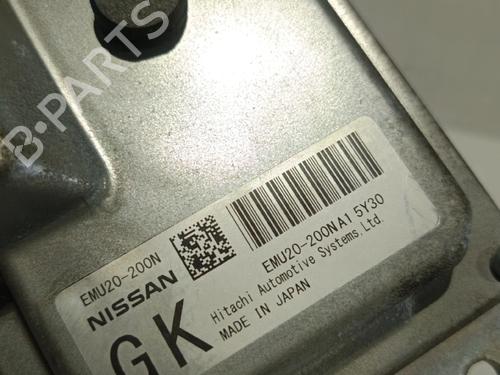 B-PARTS
EMU20-200N
NISSAN
GK
EMU20-200NA1 5Y30
Hitachi Automotive Systems,Ltd.
MADE IN JAPAN